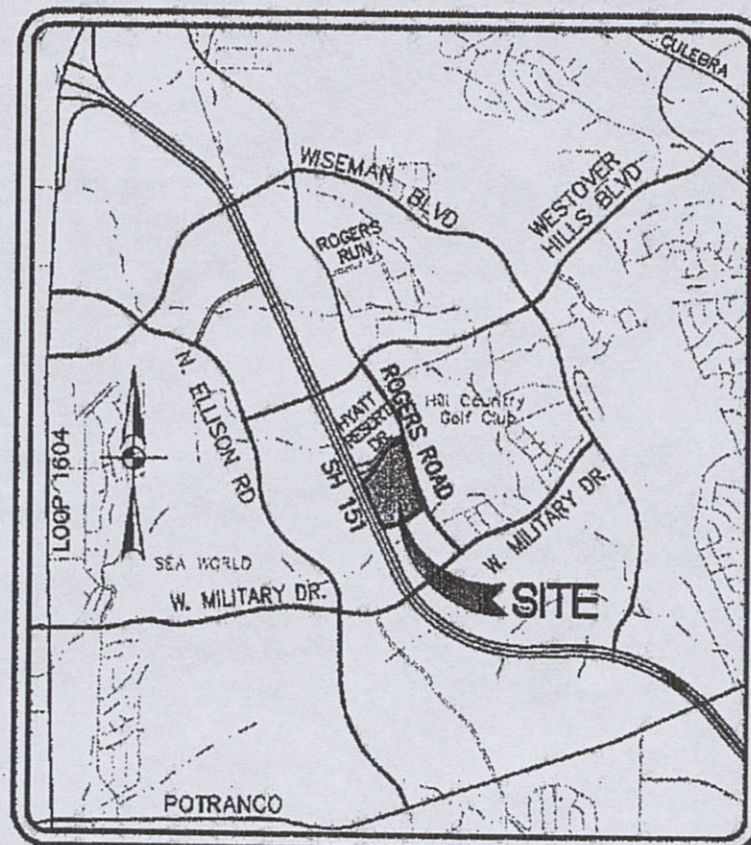 CULEBRA
WISEMAN BLVD
WESTOVER
HILLS BLVD
ROGERS
RUN
N. ELLISON RD
HYATT
RESORT
DR.
ROGERS ROAD
Hill Country
Golf Club
LOOP 1604
SH 151
SEA WORLD
W. MILITARY DR.
W. MILITARY DR.
SITE
POTRANCO